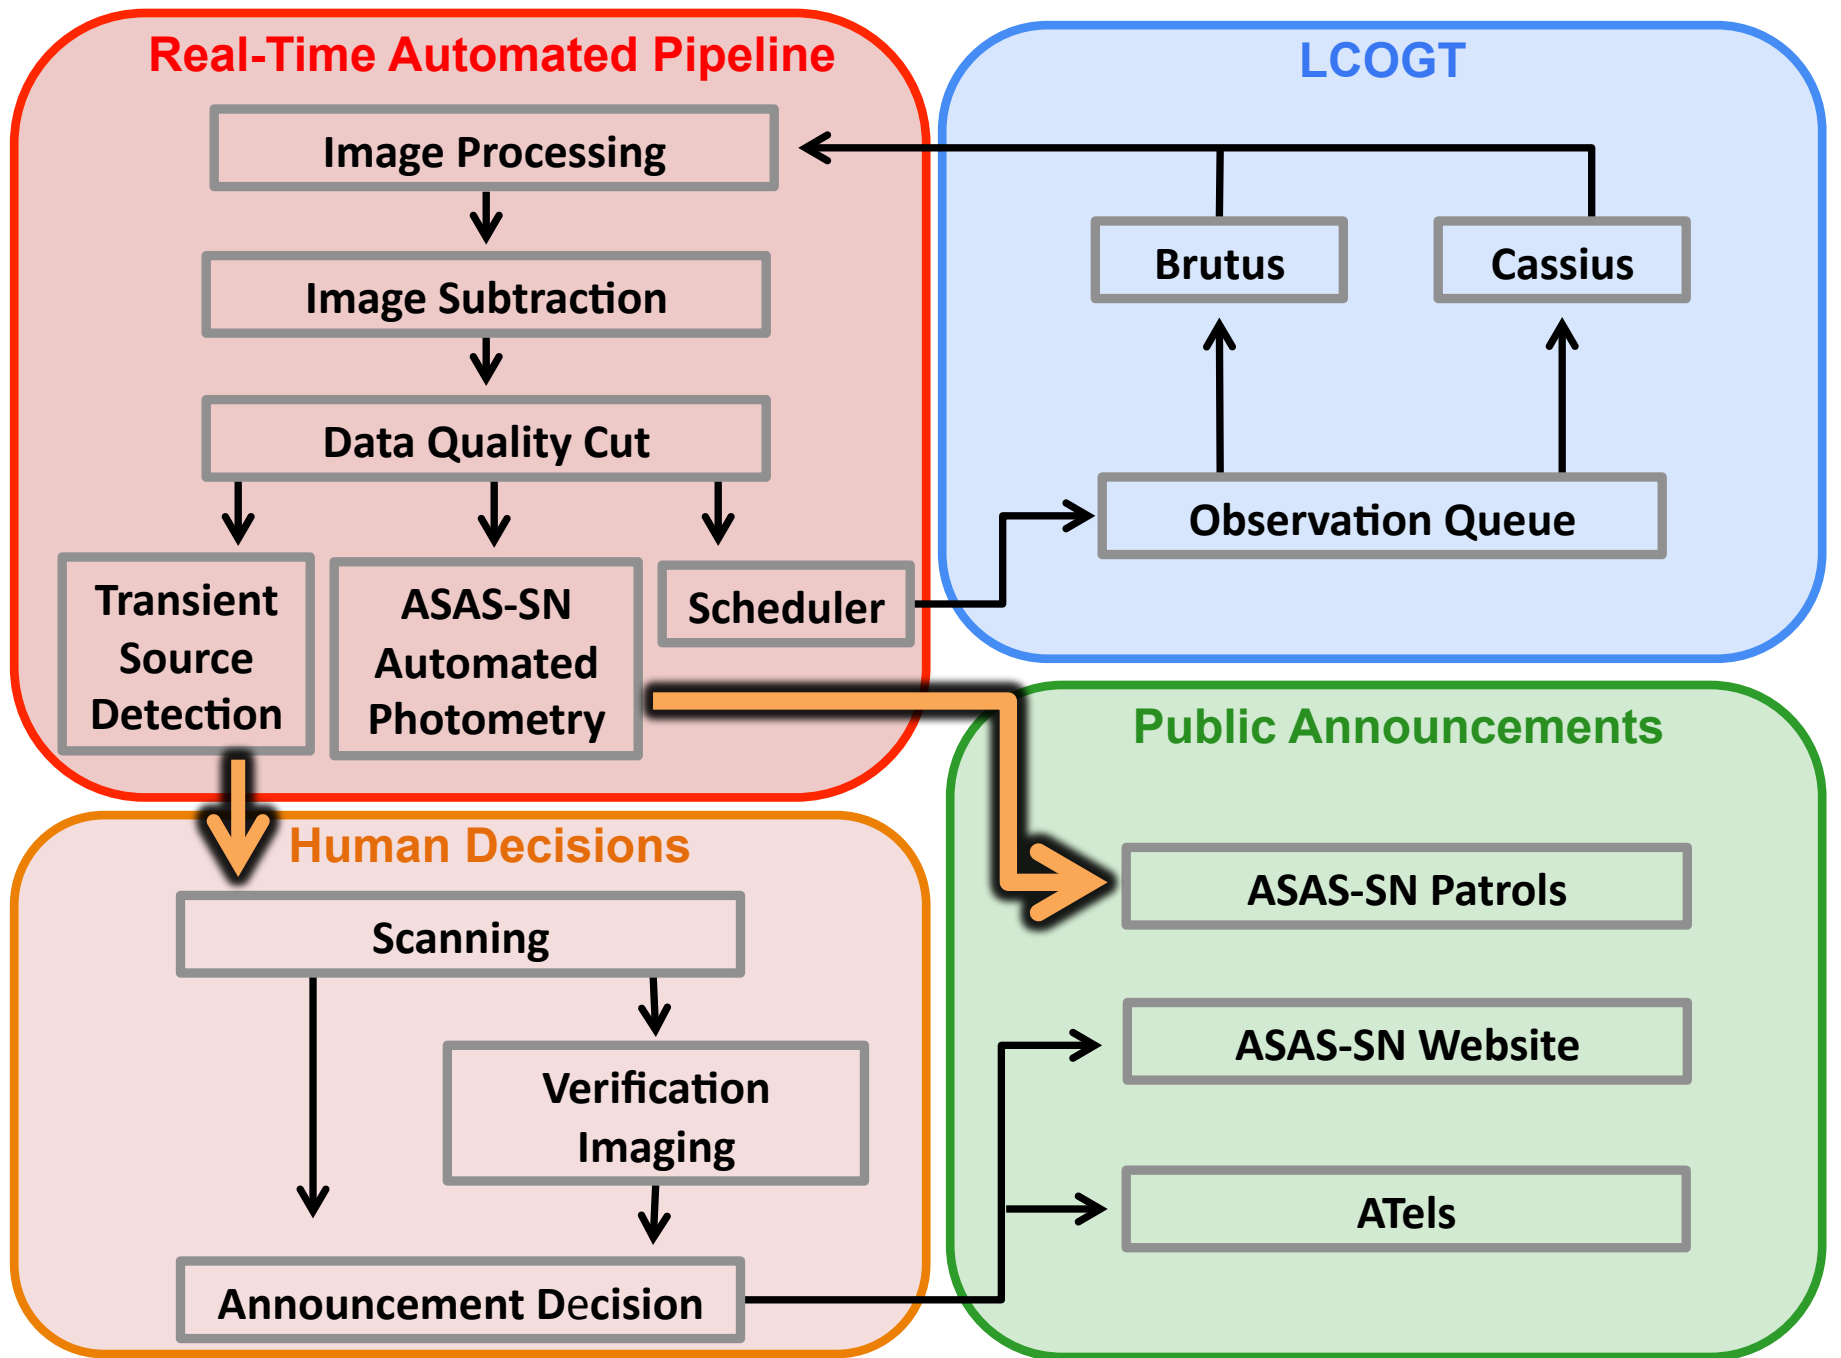 Real-Time Automated Pipeline
Image Processing
Image Subtraction
Data Quality Cut
Transient
Source
Detection
ASAS-SN
Automated
Photometry
Scheduler
LCOGT
Brutus
Cassius
Observation Queue
Human Decisions
Scanning
Verification
Imaging
Announcement Decision
Public Announcements
ASAS-SN Patrols
ASAS-SN Website
ATels